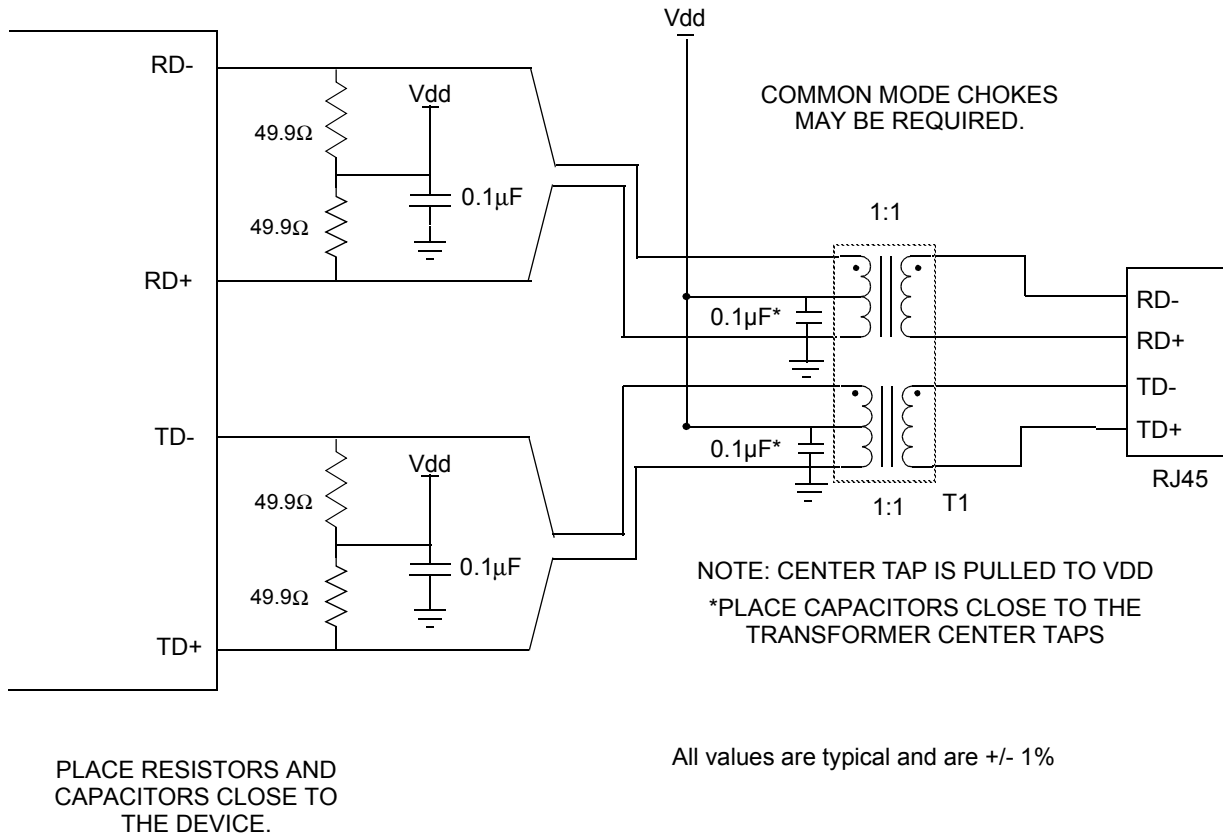 Vdd
RD-
Vdd
COMMON MODE CHOKES
MAY BE REQUIRED.
49.9Ω
0.1μF
49.9Ω
1:1
RD+
RD-
0.1µF*
RD+
TD-
TD+
TD-
0.1µF*
Vdd
RJ45
49.9Ω
1:1
T1
0.1μF
NOTE: CENTER TAP IS PULLED TO VDD
49.9Ω
*PLACE CAPACITORS CLOSE TO THE
TRANSFORMER CENTER TAPS
TD+
All values are typical and are +/- 1%
PLACE RESISTORS AND
CAPACITORS CLOSE TO
THE DEVICE.